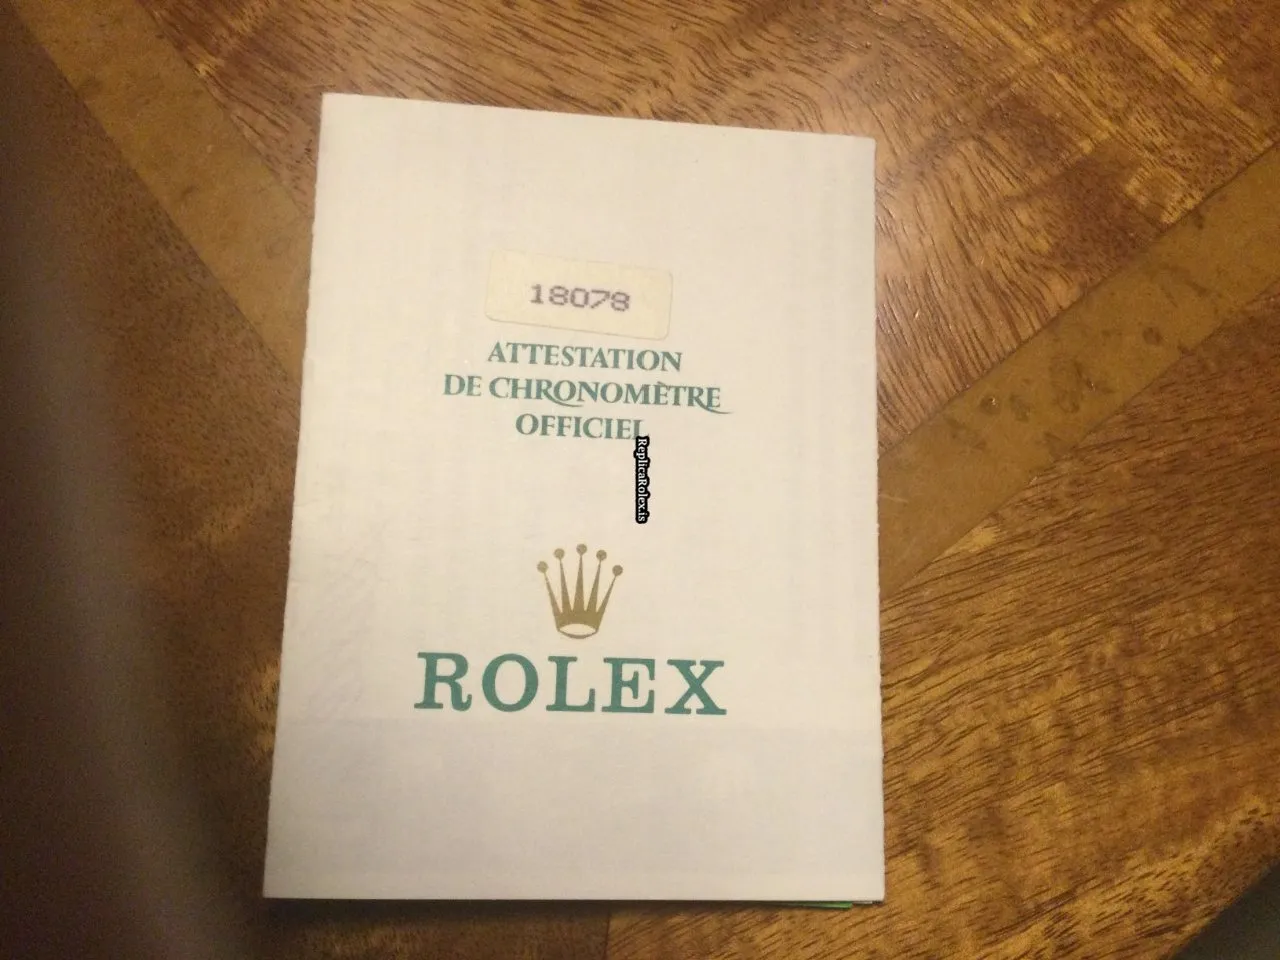 18078
ATTESTATION
DE CHRONOMÈTRE
OFFICIEL
ReplicaRolex.is
ROLEX